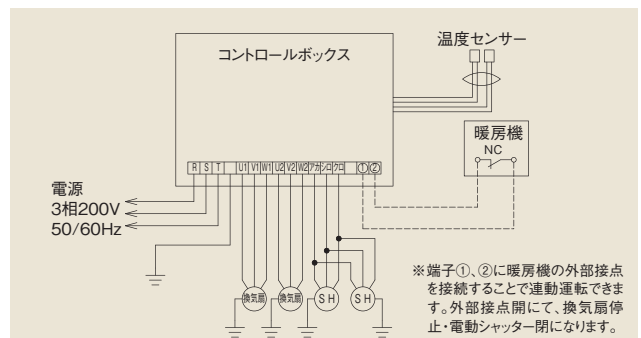 コントロールボックス
温度センサー
暖房機
NC
R S T U1 V1 W1 U2 V2 W2 アカ シロ クロ ① ②
電源
3相200V
50/60Hz
換気扇 換気扇 SH SH
※端子①、②に暖房機の外部接点
を接続することで連動運転できま
す。外部接点開にて、換気扇停
止・電動シャッター閉になります。